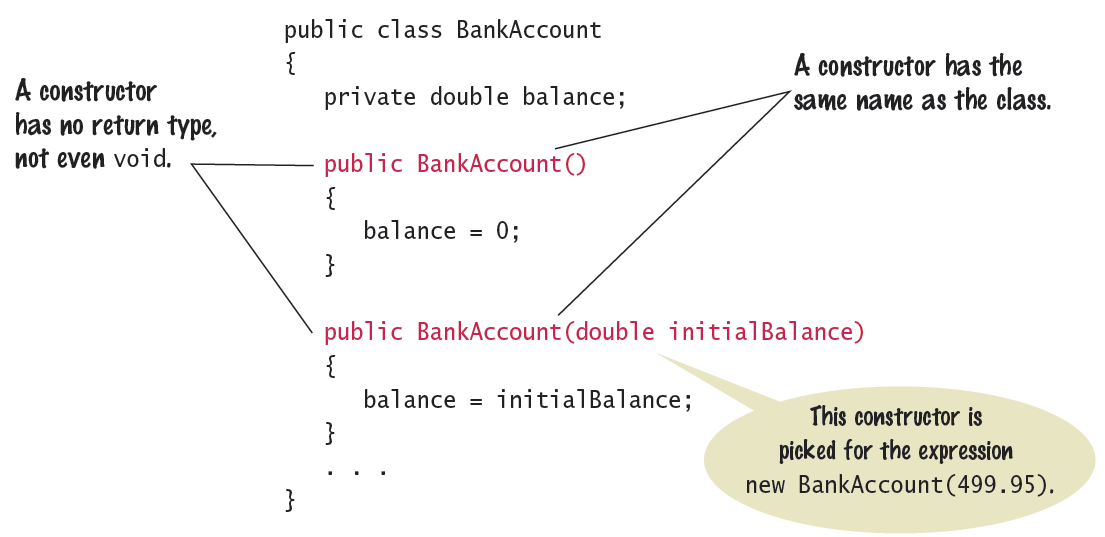 public class BankAccount
{
private double balance;
A constructor
has no return type,
not even void.
A constructor has the
same name as the class.
public BankAccount()
{
balance = 0;
}
public BankAccount(double initialBalance)
{
balance = initialBalance;
}
. . .
}
This constructor is
picked for the expression
new BankAccount(499.95).